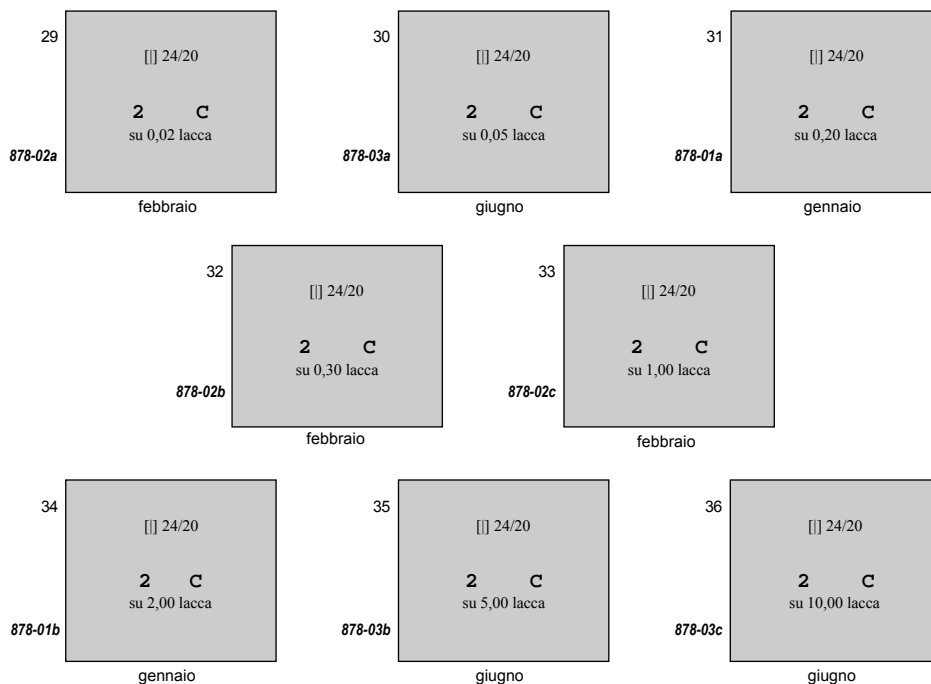 29
[|] 24/20
2 C
su 0,02 lacca
878-02a
febbraio
30
[|] 24/20
2 C
su 0,05 lacca
878-03a
giugno
31
[|] 24/20
2 C
su 0,20 lacca
878-01a
gennaio
32
[|] 24/20
2 C
su 0,30 lacca
878-02b
febbraio
33
[|] 24/20
2 C
su 1,00 lacca
878-02c
febbraio
34
[|] 24/20
2 C
su 2,00 lacca
878-01b
gennaio
35
[|] 24/20
2 C
su 5,00 lacca
878-03b
giugno
36
[|] 24/20
2 C
su 10,00 lacca
878-03c
giugno